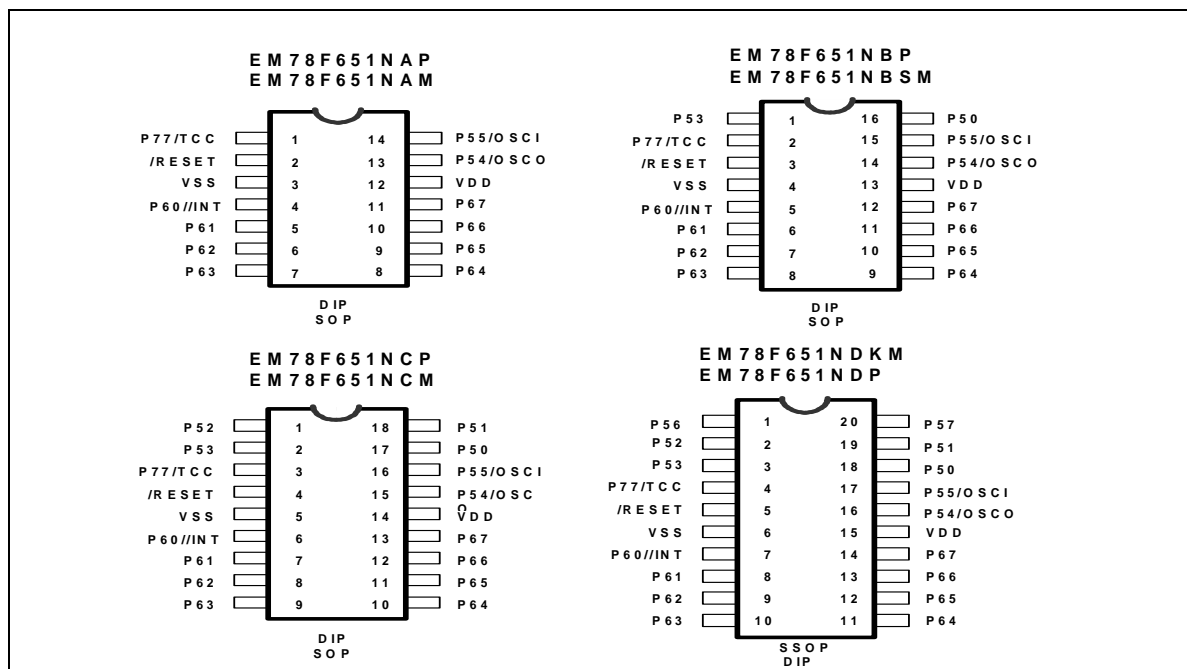 EM78F651NAP
EM78F651NAM
P77/TCC 1 14 P55/OSCI
/RESET 2 13 P54/OSCO
VSS 3 12 VDD
P60//INT 4 11 P67
P61 5 10 P66
P62 6 9 P65
P63 7 8 P64
DIP
SOP
EM78F651NBP
EM78F651NBSM
P53 1 16 P50
P77/TCC 2 15 P55/OSCI
/RESET 3 14 P54/OSCO
VSS 4 13 VDD
P60//INT 5 12 P67
P61 6 11 P66
P62 7 10 P65
P63 8 9 P64
DIP
SOP
EM78F651NCP
EM78F651NCM
P52 1 18 P51
P53 2 17 P50
P77/TCC 3 16 P55/OSCI
/RESET 4 15 P54/OSC
O
VSS 5 14 VDD
P60//INT 6 13 P67
P61 7 12 P66
P62 8 11 P65
P63 9 10 P64
DIP
SOP
EM78F651NDKM
EM78F651NDP
P56 1 20 P57
P52 2 19 P51
P53 3 18 P50
P77/TCC 4 17 P55/OSCI
/RESET 5 16 P54/OSCO
VSS 6 15 VDD
P60//INT 7 14 P67
P61 8 13 P66
P62 9 12 P65
P63 10 11 P64
SSOP
DIP